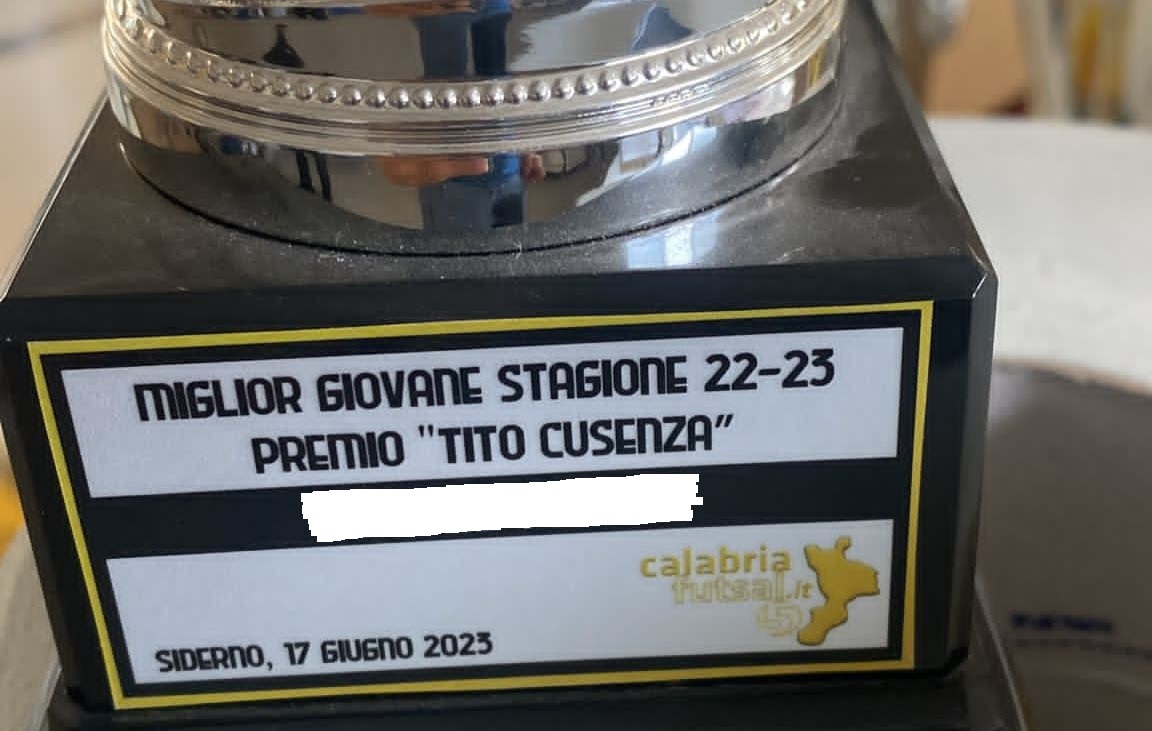 MIGLIOR GIOVANE STAGIONE 22-23
PREMIO "TITO CUSENZA"
calabria
futsal.it
SIDERNO, 17 GIUGNO 2023